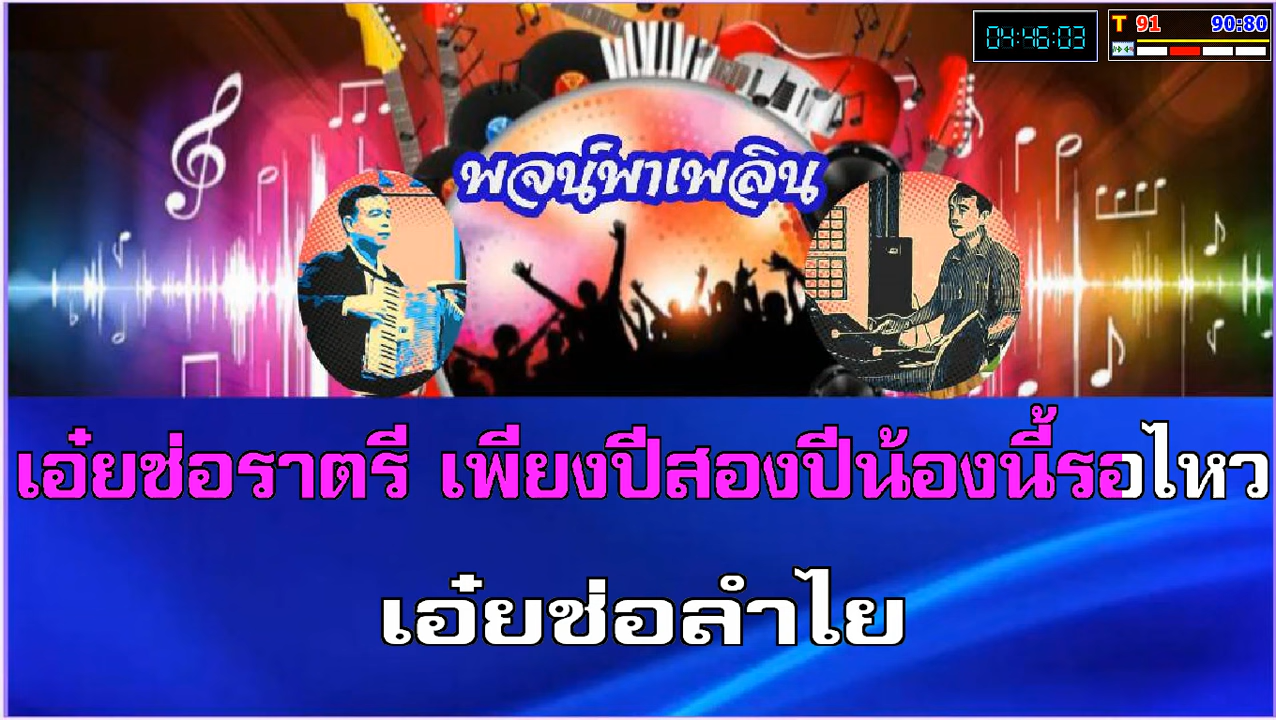 04:46:03
T 91 90:80
พจน์พาเพลิน
เอ๋ยช่อราตรี เพียงปีสองปีน้องนี้รอไหว
เอ๋ยช่อลำไย